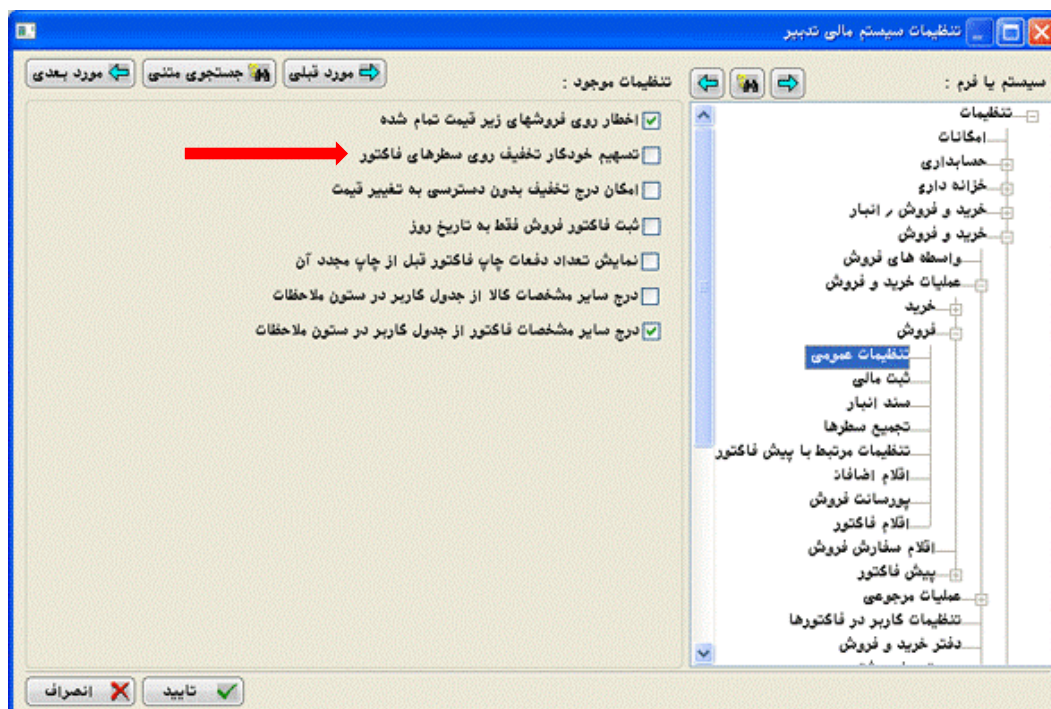 تنظیمات سیستم مالی تدبیر
سیستم یا فرم :
تنظیمات
امکانات
حسابداری
خزانه داری
خرید و فروش / انبار
خرید و فروش
واسطه های فروش
عملیات خرید و فروش
خرید
فروش
تنظیمات عمومی
ثبت مالی
سند انبار
تجمیع سطرها
تنظیمات مرتبط با پیش فاکتور
اقلام اضافات
پورسانت فروش
اقلام فاکتور
اقلام سفارش فروش
پیش فاکتور
عملیات مرجوعی
تنظیمات کاربر در فاکتورها
دفتر خرید و فروش
تنظیمات موجود :
مورد قبلی
جستجوی متنی
مورد بعدی
اخطار روی فروشهای زیر قیمت تمام شده
تسهیم خودکار تخفیف روی سطرهای فاکتور
امکان درج تخفیف بدون دسترسی به تغییر قیمت
ثبت فاکتور فروش فقط به تاریخ روز
نمایش تعداد دفعات چاپ فاکتور قبل از چاپ مجدد آن
درج سایر مشخصات کالا از جدول کاربر در ستون ملاحظات
درج سایر مشخصات فاکتور از جدول کاربر در ستون ملاحظات
تایید
انصراف